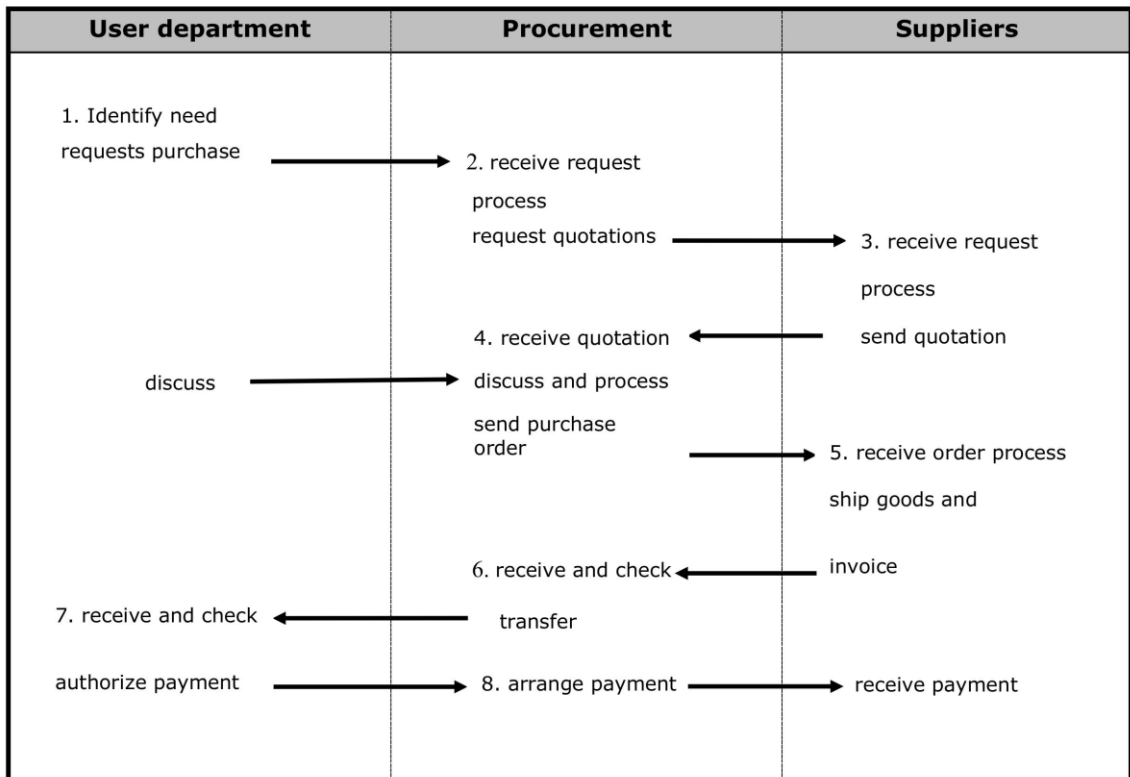 User department Procurement Suppliers
1. Identify need
requests purchase
2. receive request
process
request quotations
3. receive request
process
send quotation
4. receive quotation
discuss
discuss and process
send purchase
order
5. receive order process
ship goods and
invoice
6. receive and check
transfer
7. receive and check
authorize payment
8. arrange payment
receive payment